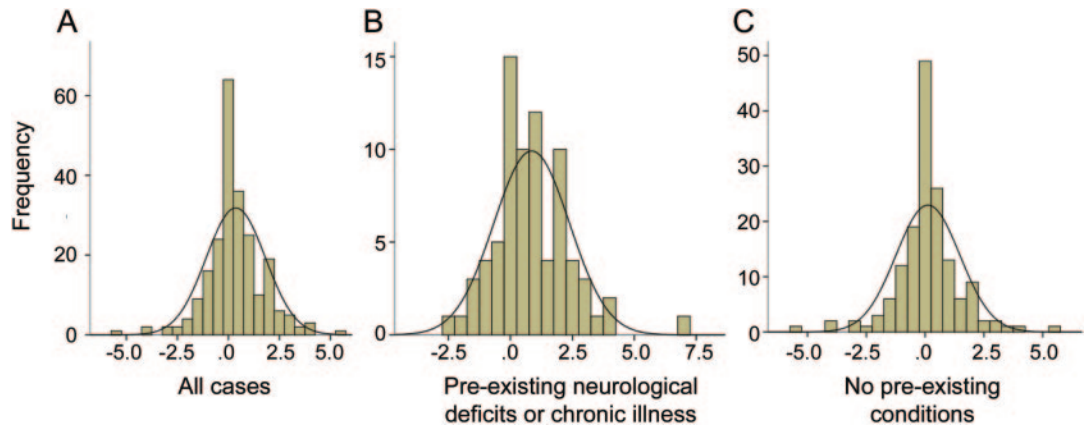 A
B
C
Frequency
60
40
20
0
-5.0 -2.5 .0 2.5 5.0
All cases
15
10
5
0
-2.5 .0 2.5 5.0 7.5
Pre-existing neurological
deficits or chronic illness
50
40
30
20
10
0
-5.0 -2.5 .0 2.5 5.0
No pre-existing
conditions